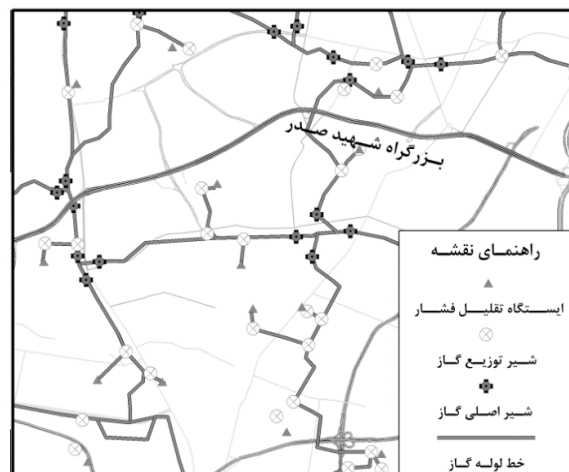 بزرگراه شهید صدر
راهنمای نقشه
ایستگاه تقلیل فشار
شیر توزیع گاز
شیر اصلی گاز
خط لوله گاز